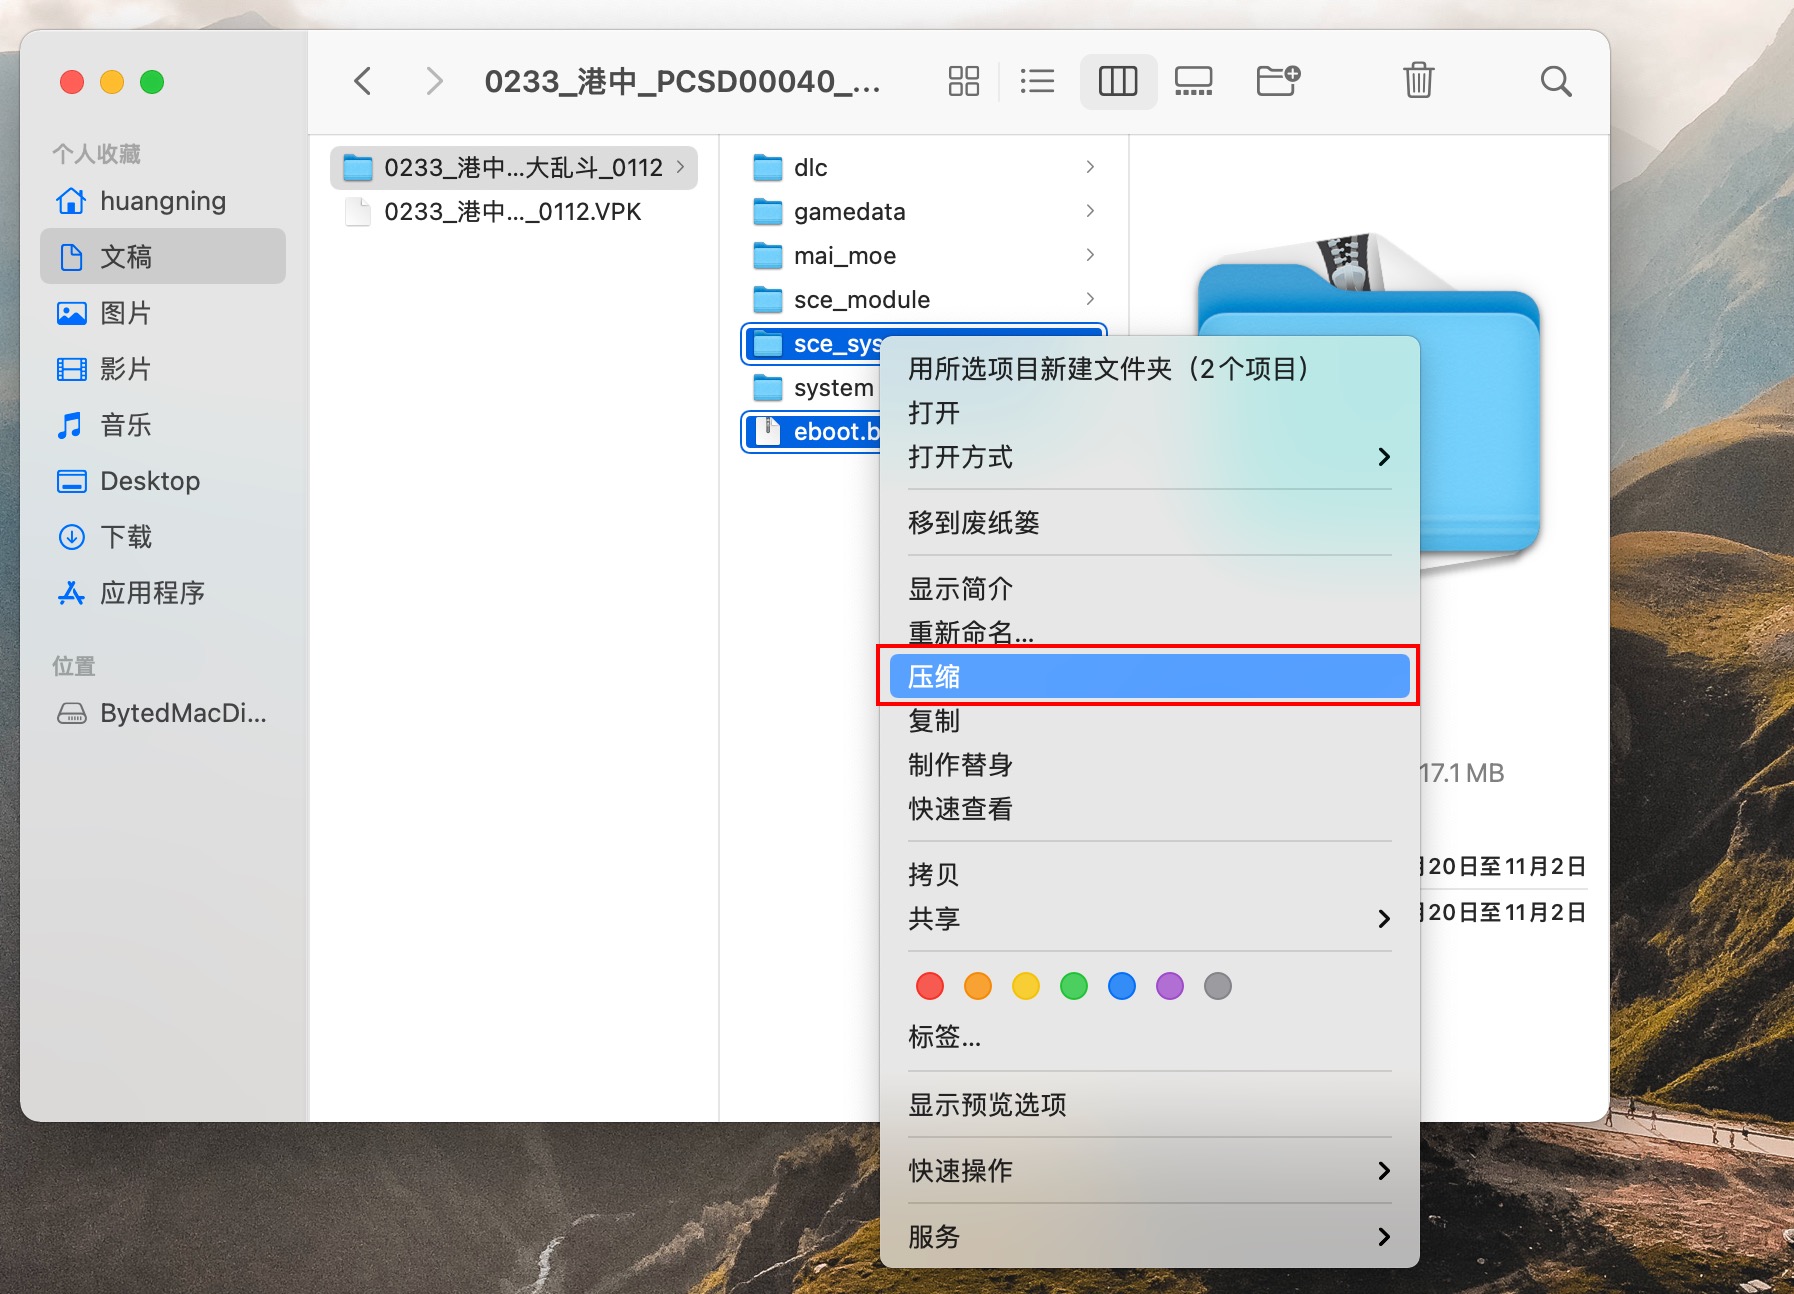 0233_港中_PCSD00040_...
个人收藏
huangning
文稿
图片
影片
音乐
Desktop
下载
应用程序
位置
BytedMacDi...
0233_港中...大乱斗_0112
0233_港中..._0112.VPK
dlc
gamedata
mai_moe
sce_module
sce_sys
system
eboot.b
用所选项目新建文件夹（2个项目）
打开
打开方式
移到废纸篓
显示简介
重新命名...
压缩
复制
制作替身
快速查看
拷贝
共享
标签...
显示预览选项
快速操作
服务
17.1 MB
20日至11月2日
20日至11月2日